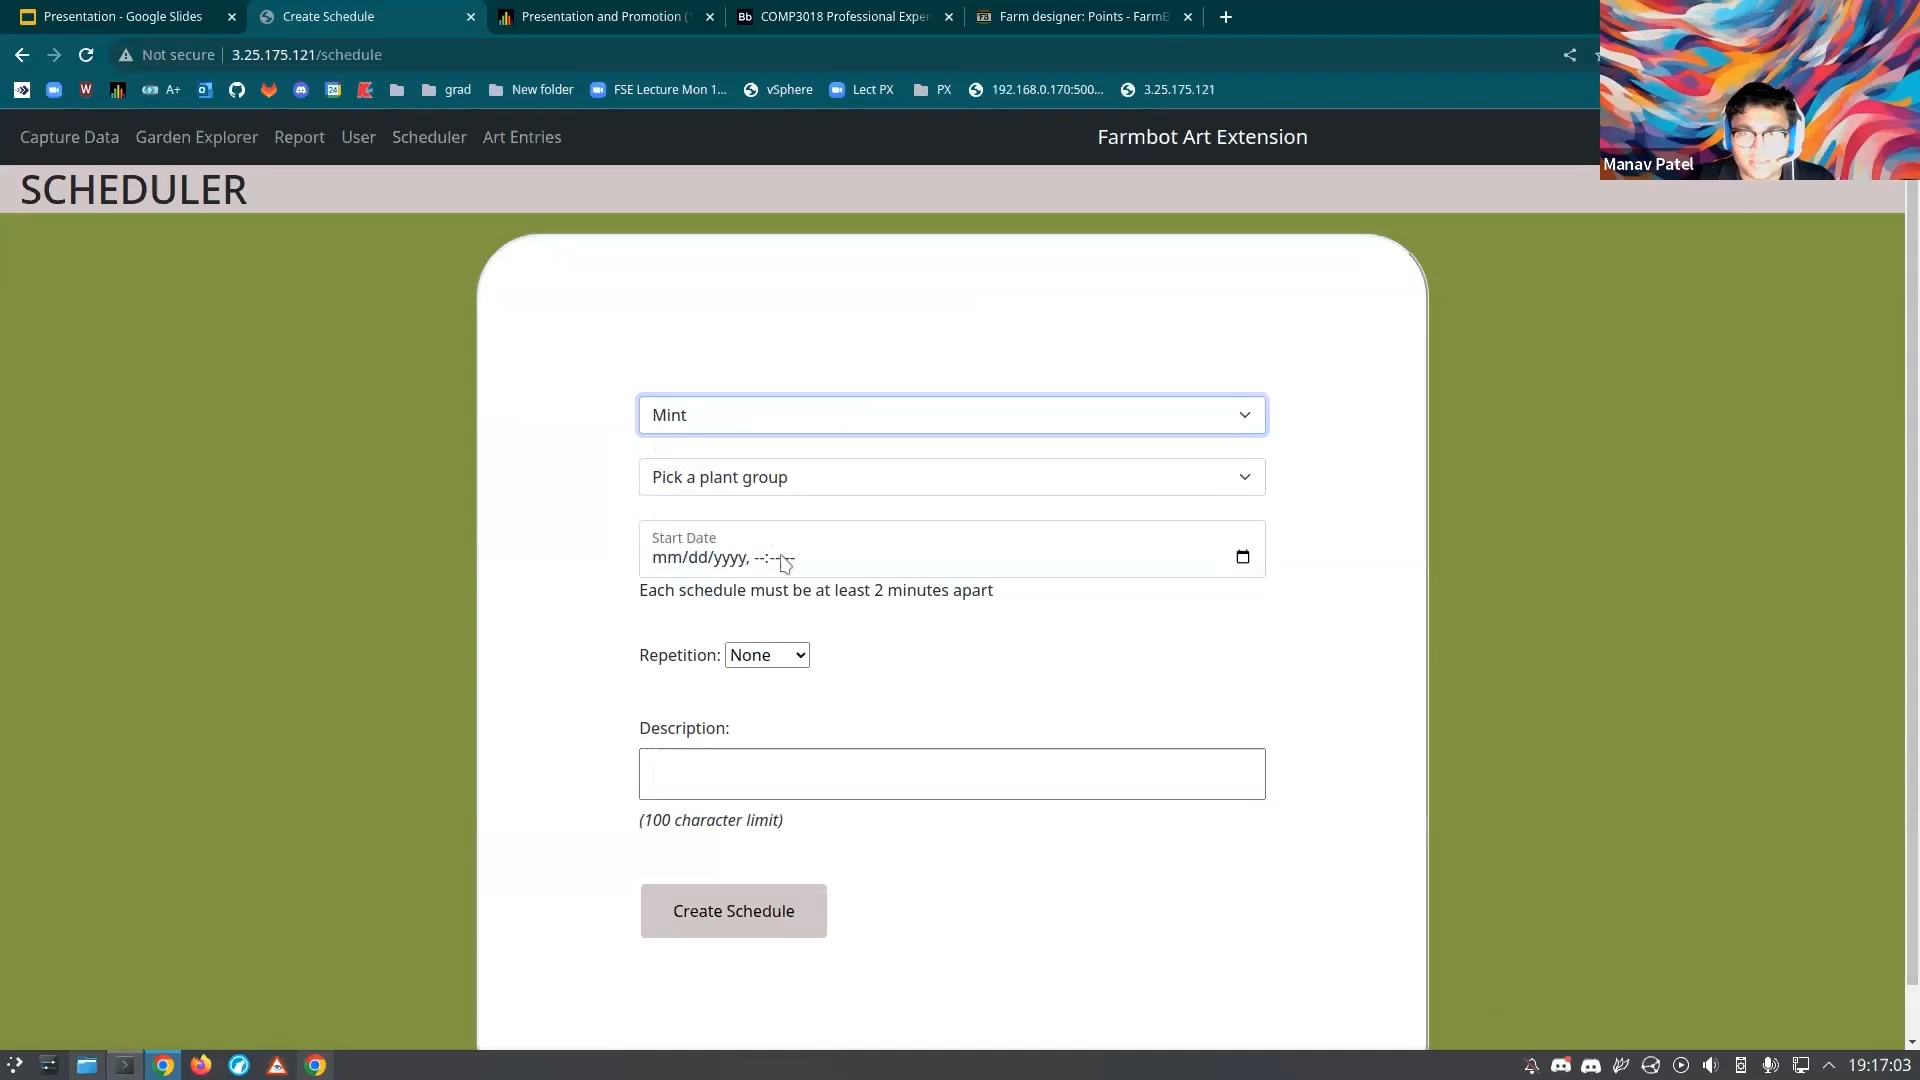 Presentation - Google Slides
Create Schedule
Presentation and Promotion (
COMP3018 Professional Expe
Farm designer: Points - FarmB
Not secure
3.25.175.121/schedule
A+
grad
New folder
FSE Lecture Mon 1...
vSphere
Lect PX
PX
192.168.0.170:500...
3.25.175.121
Capture Data
Garden Explorer
Report
User
Scheduler
Art Entries
Farmbot Art Extension
Manav Patel
SCHEDULER
Mint
Pick a plant group
Start Date
mm/dd/yyyy, --:-- --
Each schedule must be at least 2 minutes apart
Repetition: None
Description:
(100 character limit)
Create Schedule
19:17:03